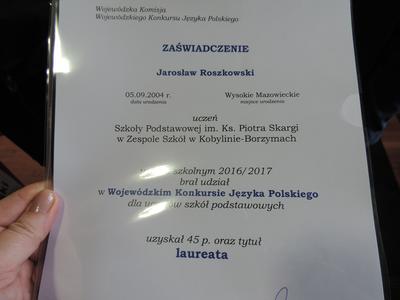 Wojewódzka Komisja
Wojewódzkiego Konkursu Języka Polskiego
ZAŚWIADCZENIE
Jarosław Roszkowski
05.09.2004 r. Wysokie Mazowieckie
data urodzenia miejsce urodzenia
uczeń
Szkoły Podstawowej im. Ks. Piotra Skargi
w Zespole Szkół w Kobylinie-Borzymach
szkolnym 2016/2017
brał udział
w Wojewódzkim Konkursie Języka Polskiego
dla uczniów szkół podstawowych
uzyskał 45 p. oraz tytuł
laureata